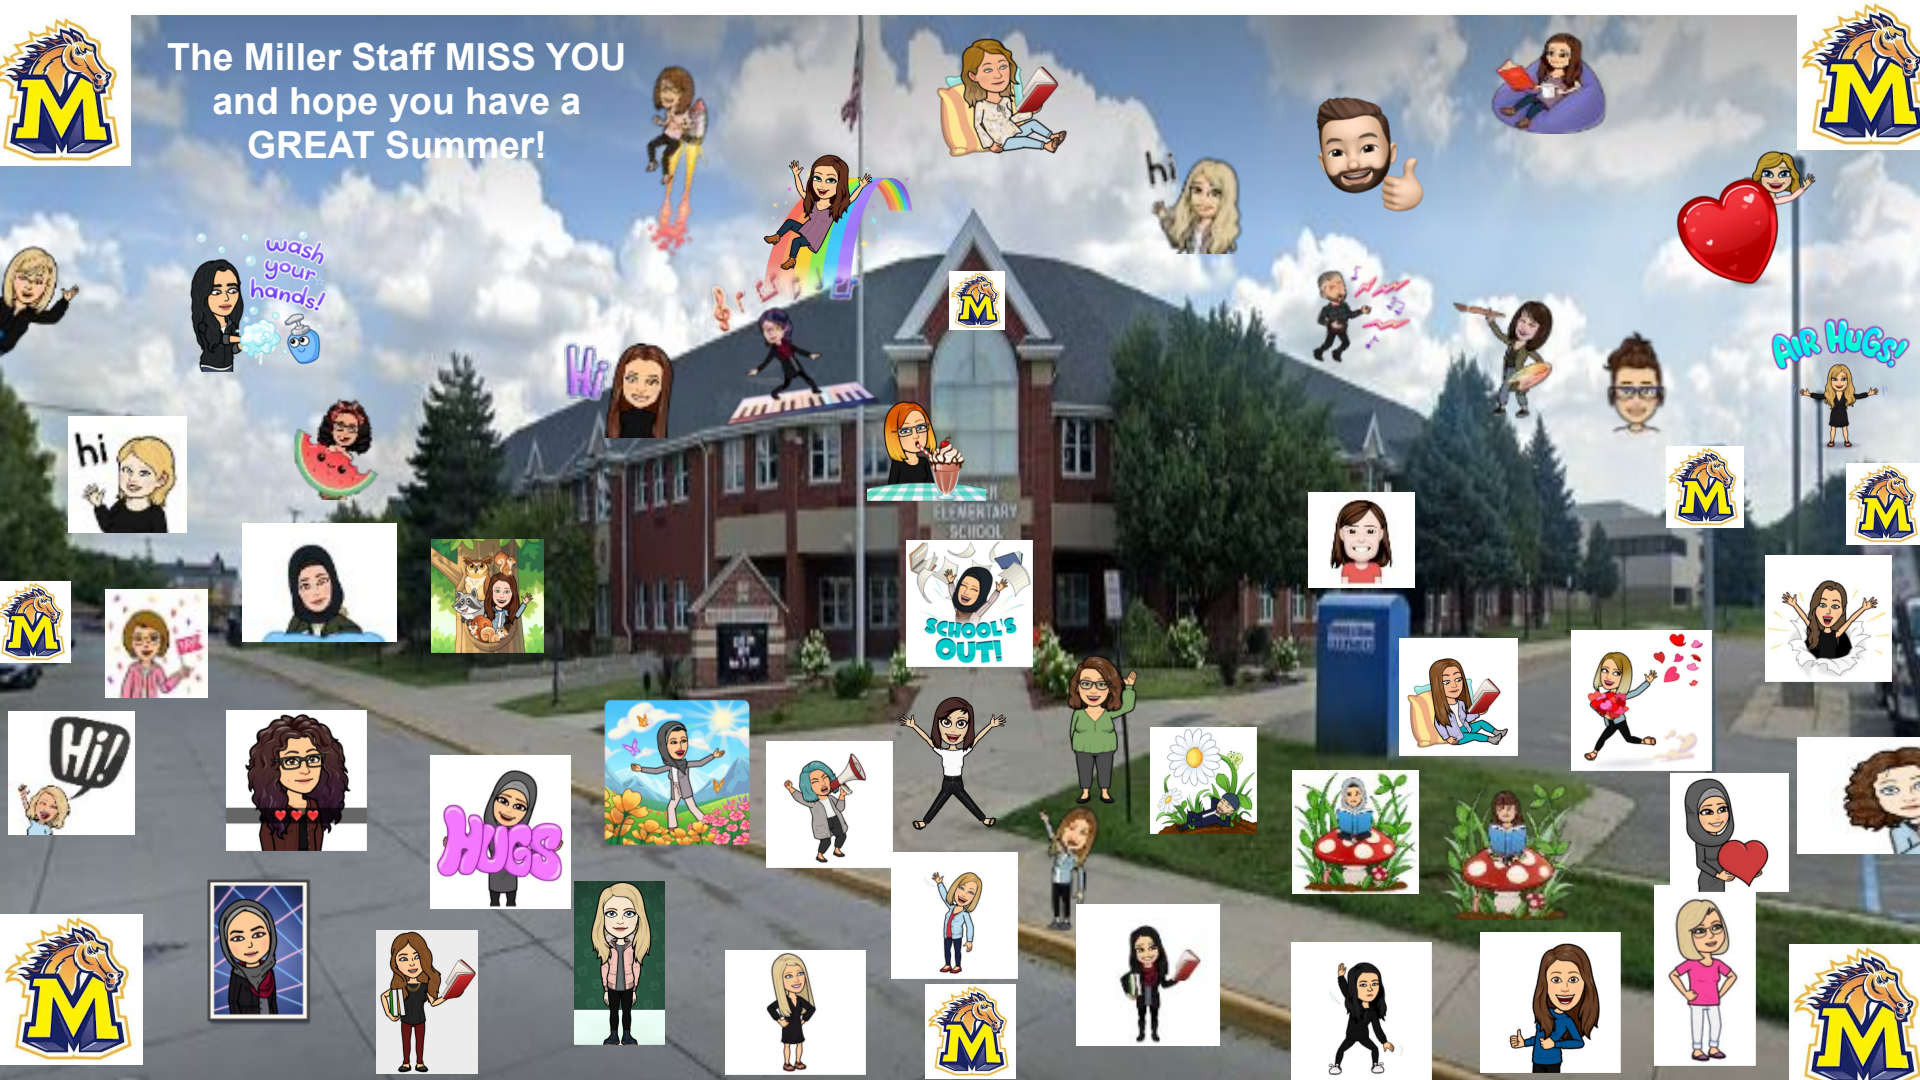 The Miller Staff MISS YOU
and hope you have a
GREAT Summer!
M
M
hi
wash
your
hands!
M
Hi
AIR HUGS!
hi
M
M
ELEMENTARY
SCHOOL
SCHOOL'S
OUT!
M
Hi!
HUGS
M
M
M